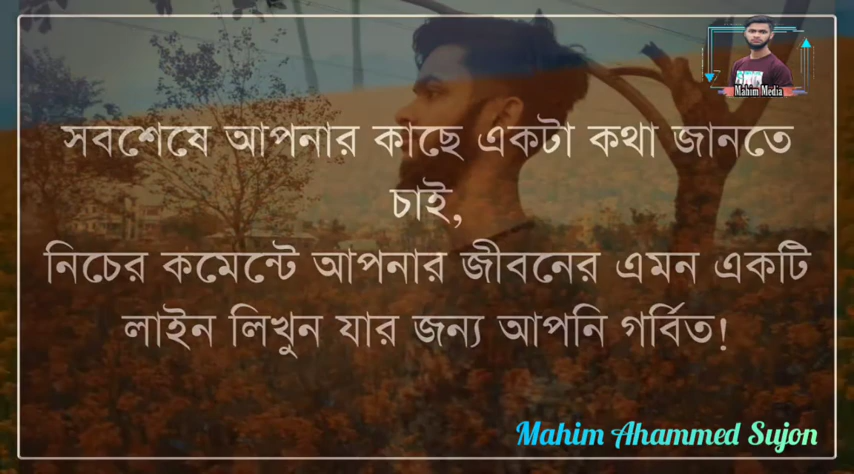 Mahim Media
সবশেষে আপনার কাছে একটা কথা জানতে
চাই,
নিচের কমেন্টে আপনার জীবনের এমন একটি
লাইন লিখুন যার জন্য আপনি গর্বিত!
Mahim Ahammed Sujon